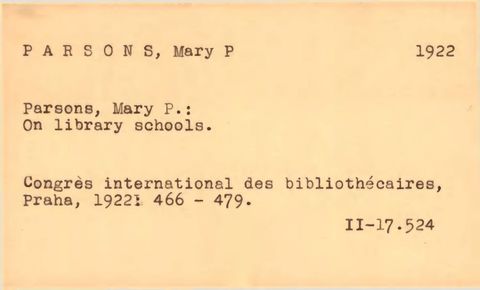 P A R S O N S, Mary P 1922
Parsons, Mary P.:
On library schools.
Congrès international des bibliothécaires,
Praha, 1922: 466 - 479.
II-17.524